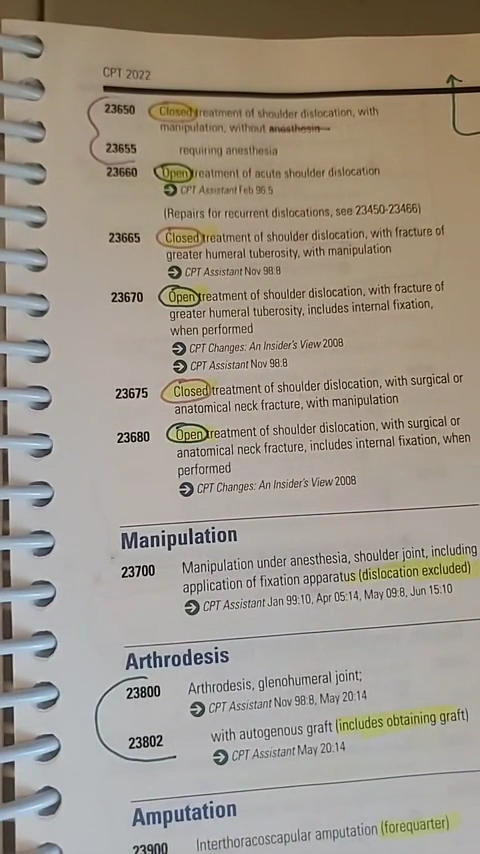 CPT 2022
23650 Closed treatment of shoulder dislocation, with
manipulation, without anesthesia
23655 requiring anesthesia
23660 Open treatment of acute shoulder dislocation
CPT Assistant Feb 96:5
(Repairs for recurrent dislocations, see 23450-23466)
23665 Closed treatment of shoulder dislocation, with fracture of
greater humeral tuberosity, with manipulation
CPT Assistant Nov 98:8
23670 Open treatment of shoulder dislocation, with fracture of
greater humeral tuberosity, includes internal fixation,
when performed
CPT Changes: An Insider's View 2008
CPT Assistant Nov 98:8
23675 Closed treatment of shoulder dislocation, with surgical or
anatomical neck fracture, with manipulation
23680 Open treatment of shoulder dislocation, with surgical or
anatomical neck fracture, includes internal fixation, when
performed
CPT Changes: An Insider's View 2008
Manipulation
23700 Manipulation under anesthesia, shoulder joint, including
application of fixation apparatus (dislocation excluded)
CPT Assistant Jan 99:10, Apr 05:14, May 09:8, Jun 15:10
Arthrodesis
23800 Arthrodesis, glenohumeral joint;
CPT Assistant Nov 98:8, May 20:14
23802 with autogenous graft (includes obtaining graft)
CPT Assistant May 20:14
Amputation
23900 Interthoracoscapular amputation (forequarter)